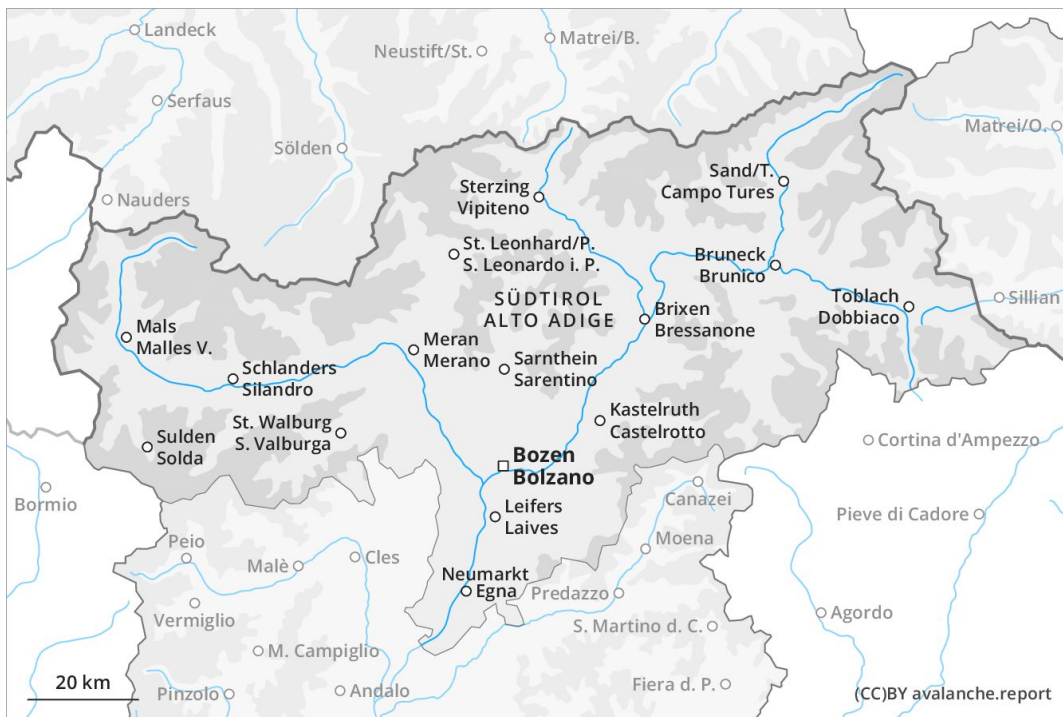 Landeck
Matrei/B.
Neustift/St.
Serfaus
Matrei/O.
Sölden
Sand/T.
Campo Tures
Sterzing
Vipiteno
Nauders
St. Leonhard/P.
S. Leonardo i. P.
Bruneck
Brunico
SÜDTIROL
ALTO ADIGE
Toblach
Dobbiaco
Sillian
Brixen
Bressanone
Mals
Malles V.
Meran
Merano
Sarnthein
Sarentino
Schlanders
Silandro
Kastelruth
Castelrotto
St. Walburg
S. Valburga
Sulden
Solda
Cortina d'Ampezzo
Bozen
Bolzano
Bormio
Canazei
Leifers
Laives
Pieve di Cadore
Moena
Peio
Malè
Cles
Neumarkt
Egna
Predazzo
Vermiglio
Agordo
S. Martino d. C.
M. Campiglio
20 km
Pinzolo
Andalo
Fiera d. P.
(CC)BY avalanche.report